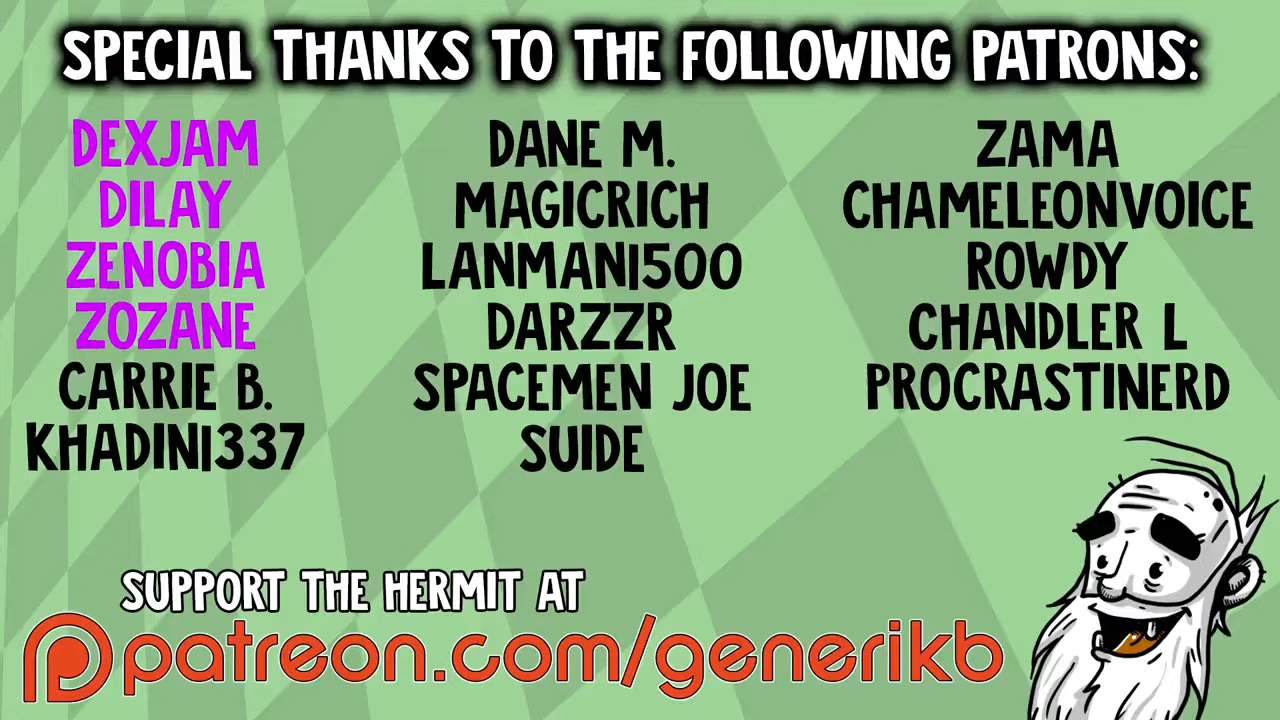 SPECIAL THANKS TO THE FOLLOWING PATRONS:
DEXJAM
DILAY
ZENOBIA
ZOZANE
CARRIE B.
KHADIN1337
DANE M.
MAGICRICH
LANMAN1500
DARZZR
SPACEMEN JOE
SUIDE
ZAMA
CHAMELEONVOICE
ROWDY
CHANDLER L
PROCRASTINERD
SUPPORT THE HERMIT AT
patreon.com/generikb